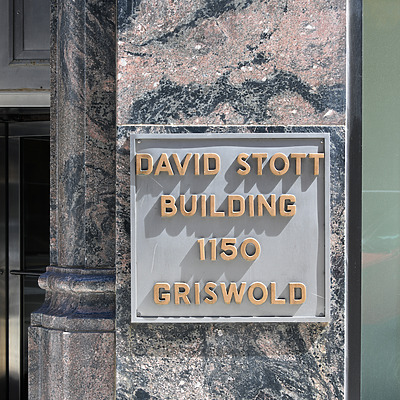 DAVID STOTT
BUILDING
1150
GRISWOLD